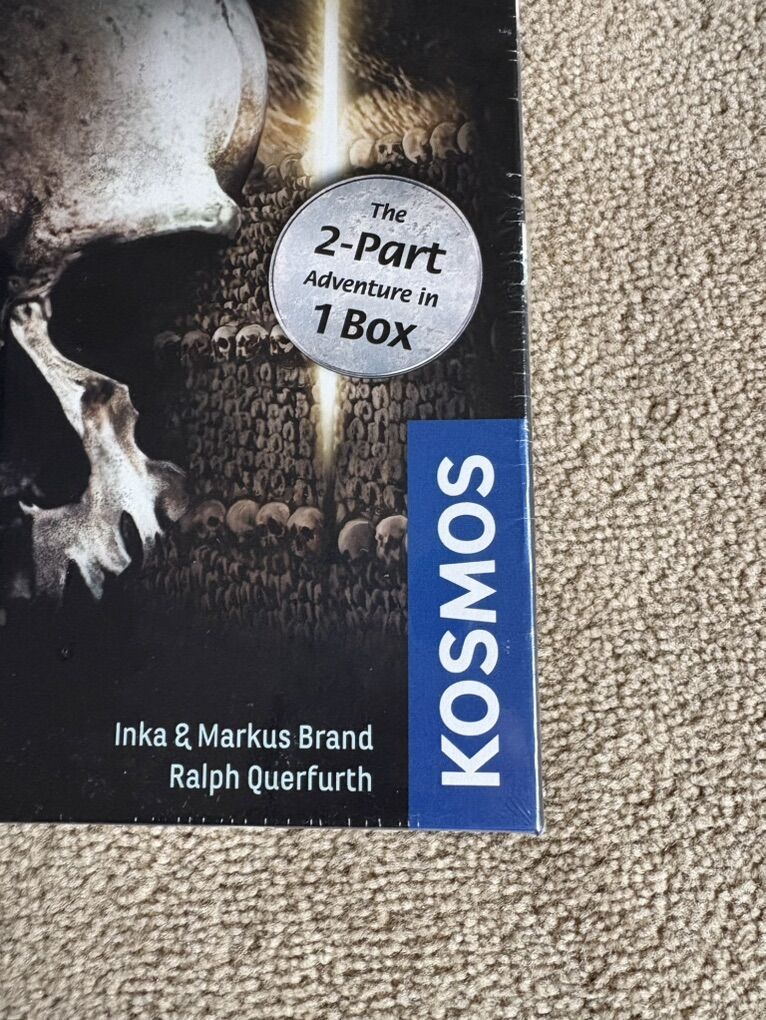 The
2-Part
Adventure in
1 Box
KOSMOS
Inka & Markus Brand
Ralph Querfurth